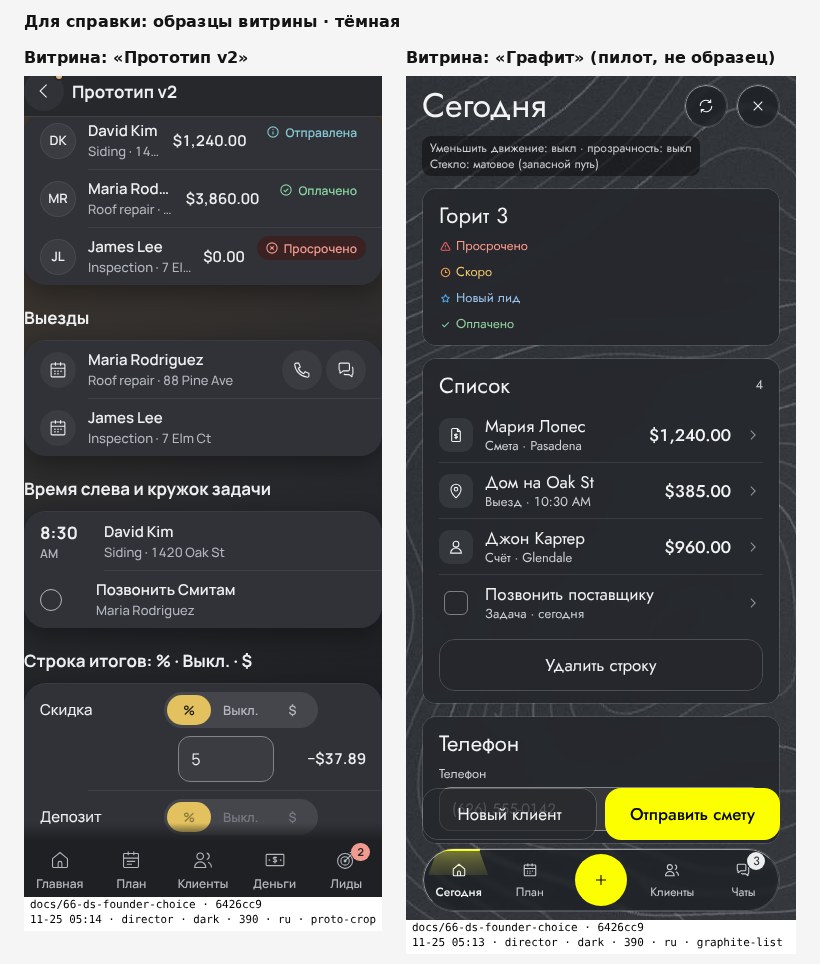 Для справки: образцы витрины · тёмная
Витрина: «Прототип v2»
Прототип v2
DK
David Kim
Siding · 14…
$1,240.00
Отправлена
MR
Maria Rod…
Roof repair · …
$3,860.00
Оплачено
JL
James Lee
Inspection · 7 El…
$0.00
Просрочено
Выезды
Maria Rodriguez
Roof repair · 88 Pine Ave
James Lee
Inspection · 7 Elm Ct
Время слева и кружок задачи
8:30
AM
David Kim
Siding · 1420 Oak St
Позвонить Смитам
Maria Rodriguez
Строка итогов: % · Выкл. · $
Скидка
% Выкл. $
5
−$37.89
Депозит
% Выкл. $
Главная
План
Клиенты
Деньги
2
Лиды
docs/66-ds-founder-choice · 6426cc9
11-25 05:14 · director · dark · 390 · ru · proto-crop
Витрина: «Графит» (пилот, не образец)
Сегодня
Уменьшить движение: выкл · прозрачность: выкл
Стекло: матовое (запасной путь)
Горит 3
Просрочено
Скоро
Новый лид
Оплачено
Список
4
Мария Лопес
Смета · Pasadena
$1,240.00
Дом на Oak St
Выезд · 10:30 AM
$385.00
Джон Картер
Счёт · Glendale
$960.00
Позвонить поставщику
Задача · сегодня
Удалить строку
Телефон
Телефон
(626) 555-0142
Новый клиент
Отправить смету
Сегодня
План
+
Клиенты
3
Чаты
docs/66-ds-founder-choice · 6426cc9
11-25 05:13 · director · dark · 390 · ru · graphite-list